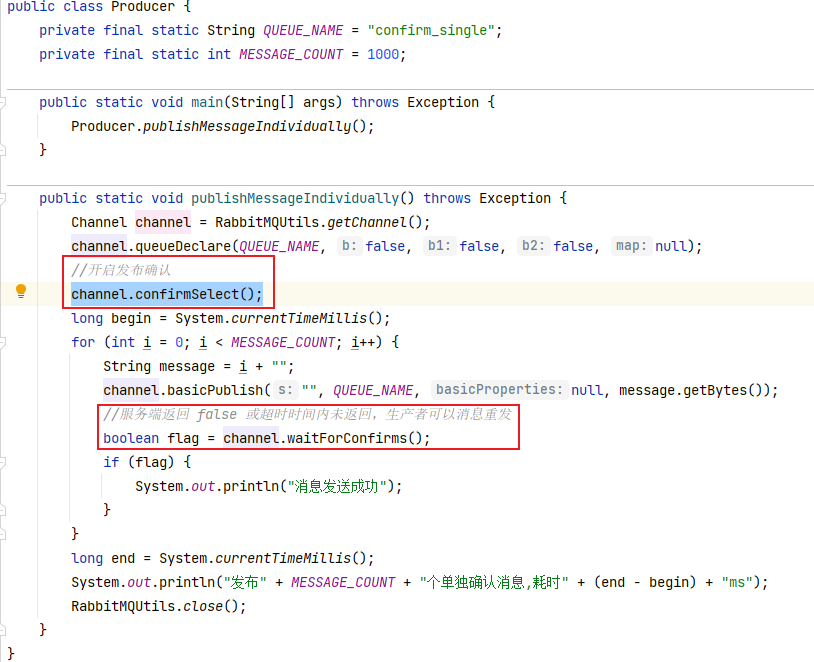 public class Producer {
private final static String QUEUE_NAME = "confirm_single";
private final static int MESSAGE_COUNT = 1000;
public static void main(String[] args) throws Exception {
Producer.publishMessageIndividually();
}
public static void publishMessageIndividually() throws Exception {
Channel channel = RabbitMQUtils.getChannel();
channel.queueDeclare(QUEUE_NAME, b: false, b1: false, b2: false, map: null);
//开启发布确认
channel.confirmSelect();
long begin = System.currentTimeMillis();
for (int i = 0; i < MESSAGE_COUNT; i++) {
String message = i + "";
channel.basicPublish( s: "", QUEUE_NAME, basicProperties: null, message.getBytes());
//服务端返回 false 或超时时间内未返回，生产者可以消息重发
boolean flag = channel.waitForConfirms();
if (flag) {
System.out.println("消息发送成功");
}
}
long end = System.currentTimeMillis();
System.out.println("发布" + MESSAGE_COUNT + "个单独确认消息,耗时" + (end - begin) + "ms");
RabbitMQUtils.close();
}
}